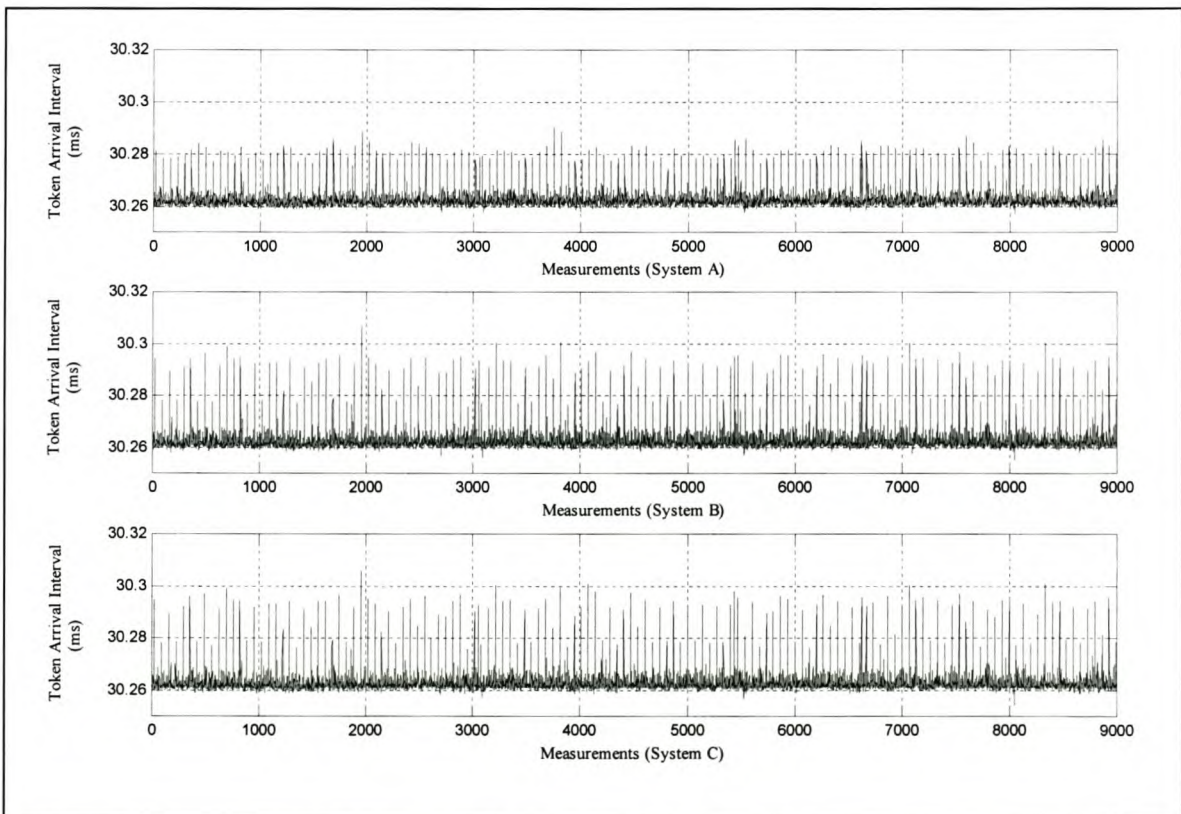 30.32
30.3
30.28
30.26
Token Arrival Interval
(ms)
0 1000 2000 3000 4000 5000 6000 7000 8000 9000
Measurements (System A)
30.32
30.3
30.28
30.26
Token Arrival Interval
(ms)
0 1000 2000 3000 4000 5000 6000 7000 8000 9000
Measurements (System B)
30.32
30.3
30.28
30.26
Token Arrival Interval
(ms)
0 1000 2000 3000 4000 5000 6000 7000 8000 9000
Measurements (System C)